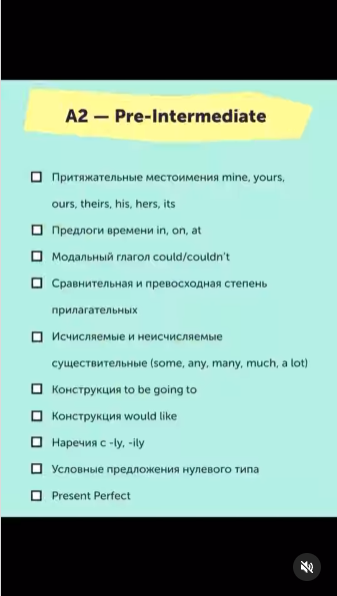 A2 — Pre-Intermediate
Притяжательные местоимения mine, yours,
ours, theirs, his, hers, its
Предлоги времени in, on, at
Модальный глагол could/couldn't
Сравнительная и превосходная степень
прилагательных
Исчисляемые и неисчисляемые
существительные (some, any, many, much, a lot)
Конструкция to be going to
Конструкция would like
Наречия с -ly, -ily
Условные предложения нулевого типа
Present Perfect